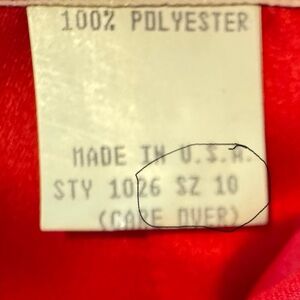 100% POLYESTER
MADE IN U.S.A.
STY 1026 SZ 10
(CARE OVER)